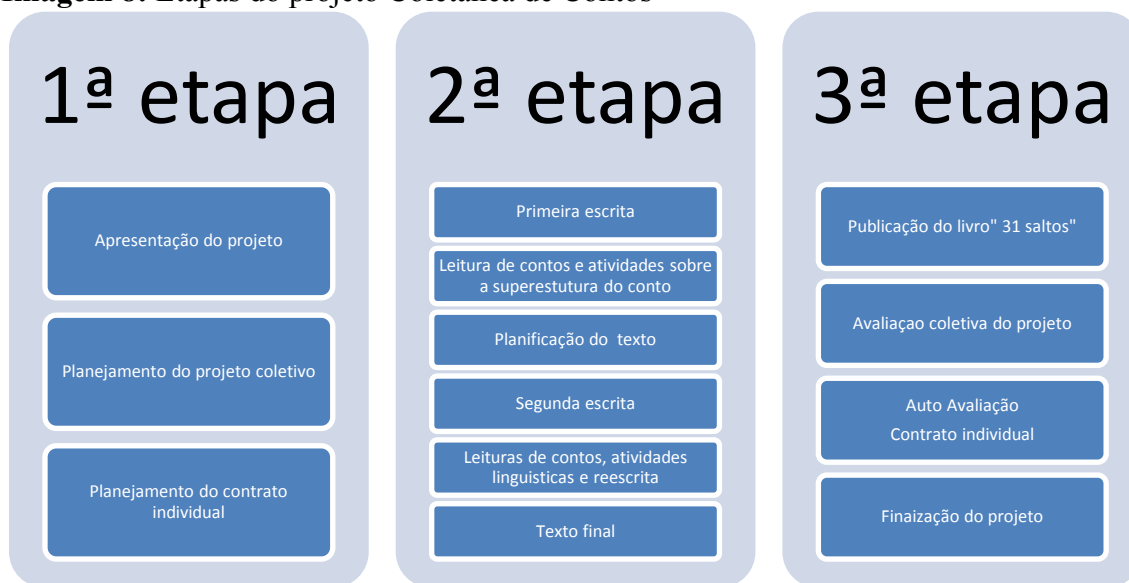 Imagem 6: Etapas do projeto Coletânea de Contos
1ª etapa
Apresentação do projeto
Planejamento do projeto coletivo
Planejamento do contrato
individual
2ª etapa
Primeira escrita
Leitura de contos e atividades sobre
a superestutura do conto
Planificação do texto
Segunda escrita
Leituras de contos, atividades
linguisticas e reescrita
Texto final
3ª etapa
Publicação do livro" 31 saltos"
Avaliaçao coletiva do projeto
Auto Avaliação
Contrato individual
Finaização do projeto